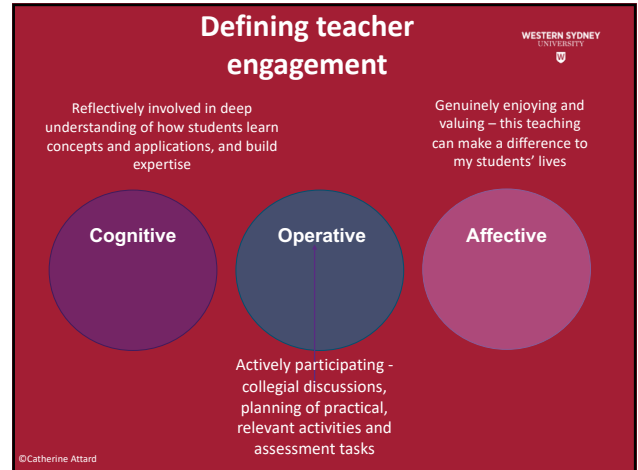 Defining teacher
engagement
WESTERN SYDNEY
UNIVERSITY
W
Reflectively involved in deep
understanding of how students learn
concepts and applications, and build
expertise
Genuinely enjoying and
valuing – this teaching
can make a difference to
my students' lives
Cognitive
Operative
Affective
Actively participating -
collegial discussions,
planning of practical,
relevant activities and
assessment tasks
©Catherine Attard